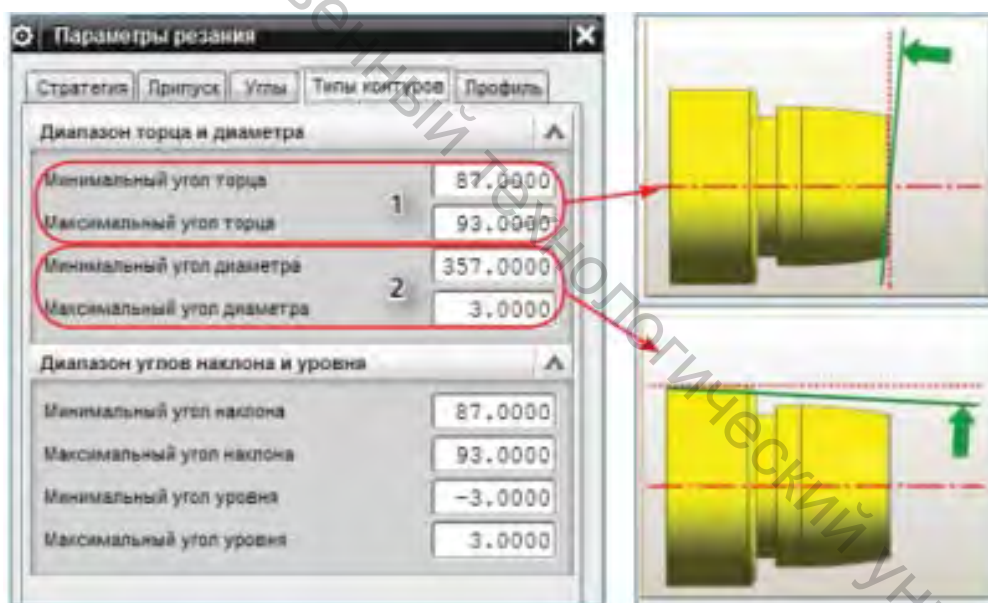 Параметры резания
Стратегия Припуск Углы Типы контуров Профиль
Диапазон торца и диаметра
Минимальный угол торца 87.0000
Максимальный угол торца 93.0000
1
Минимальный угол диаметра 357.0000
Максимальный угол диаметра 3.0000
2
Диапазон углов наклона и уровня
Минимальный угол наклона 87.0000
Максимальный угол наклона 93.0000
Минимальный угол уровня -3.0000
Максимальный угол уровня 3.0000
технологический